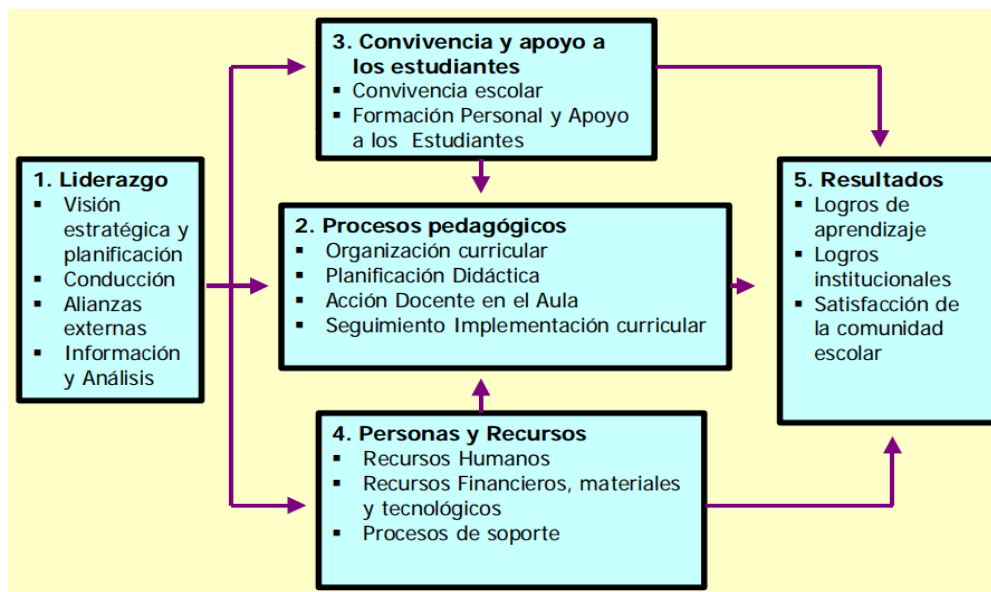 3. Convivencia y apoyo a
los estudiantes
▪ Convivencia escolar
▪ Formación Personal y Apoyo
a los Estudiantes
1. Liderazgo
▪ Visión
estratégica y
planificación
▪ Conducción
▪ Alianzas
externas
▪ Información
y Análisis
2. Procesos pedagógicos
▪ Organización curricular
▪ Planificación Didáctica
▪ Acción Docente en el Aula
▪ Seguimiento Implementación curricular
5. Resultados
▪ Logros de
aprendizaje
▪ Logros
institucionales
▪ Satisfacción de
la comunidad
escolar
4. Personas y Recursos
▪ Recursos Humanos
▪ Recursos Financieros, materiales
y tecnológicos
▪ Procesos de soporte